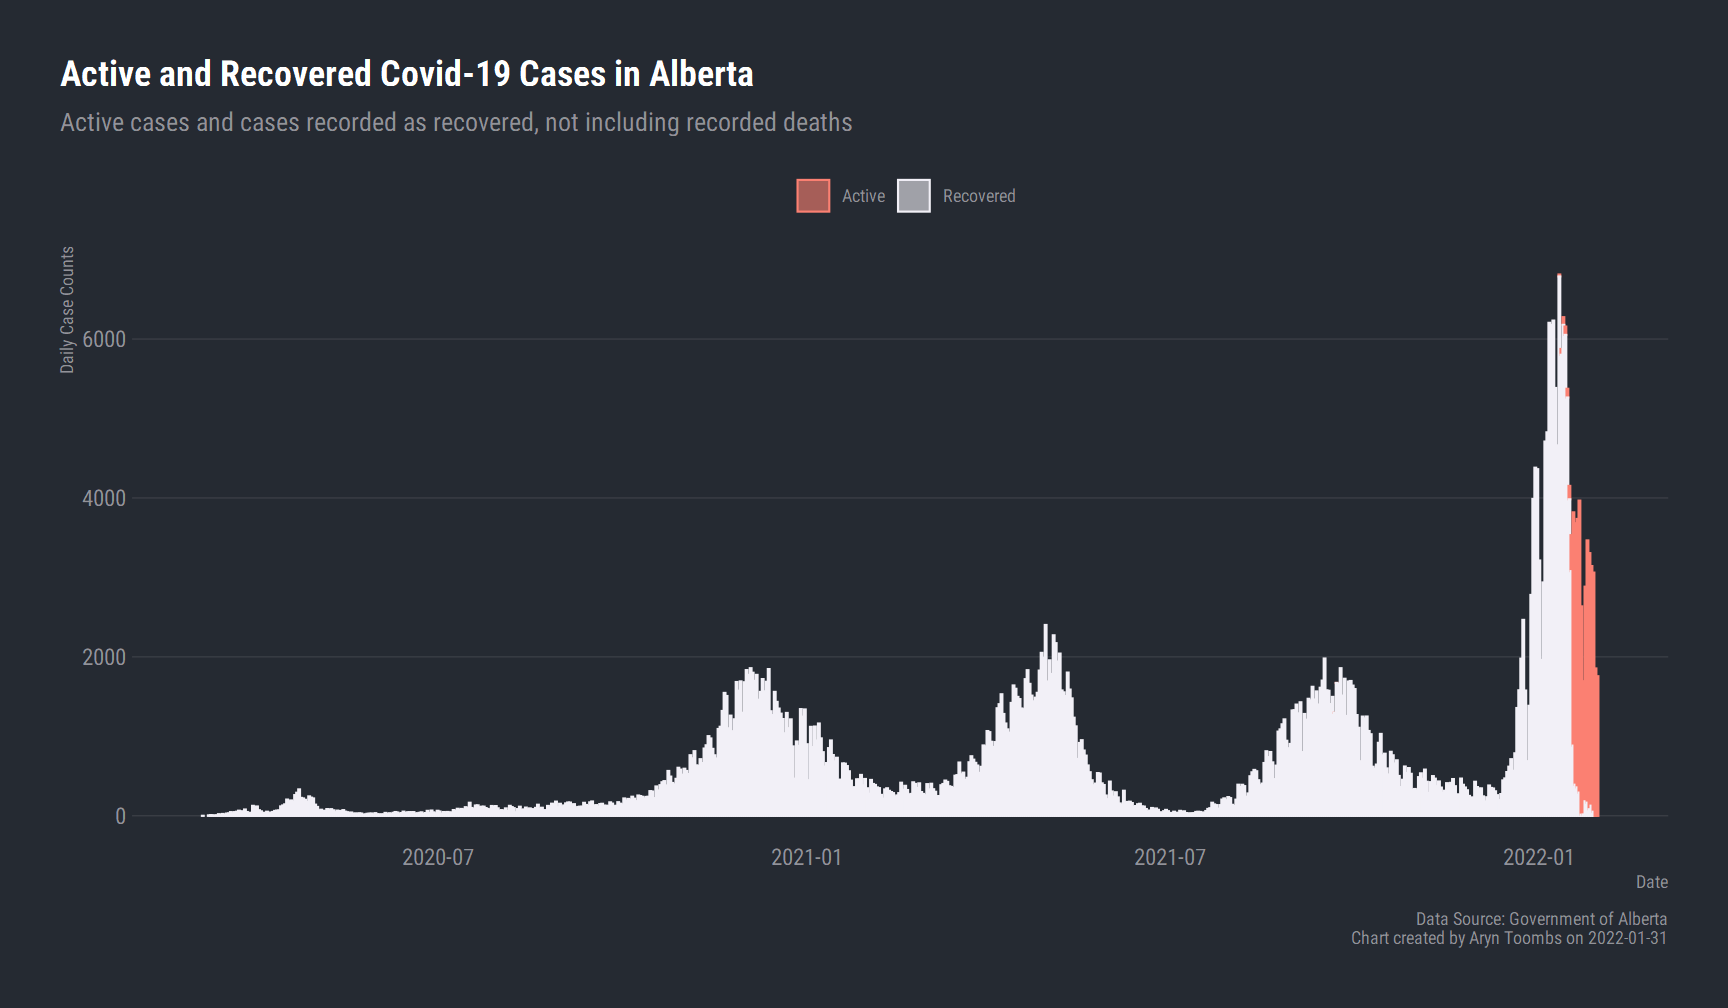 Active and Recovered Covid-19 Cases in Alberta
Active cases and cases recorded as recovered, not including recorded deaths
Active
Recovered
Daily Case Counts
6000
4000
2000
0
2020-07
2021-01
2021-07
2022-01
Date
Data Source: Government of Alberta
Chart created by Aryn Toombs on 2022-01-31